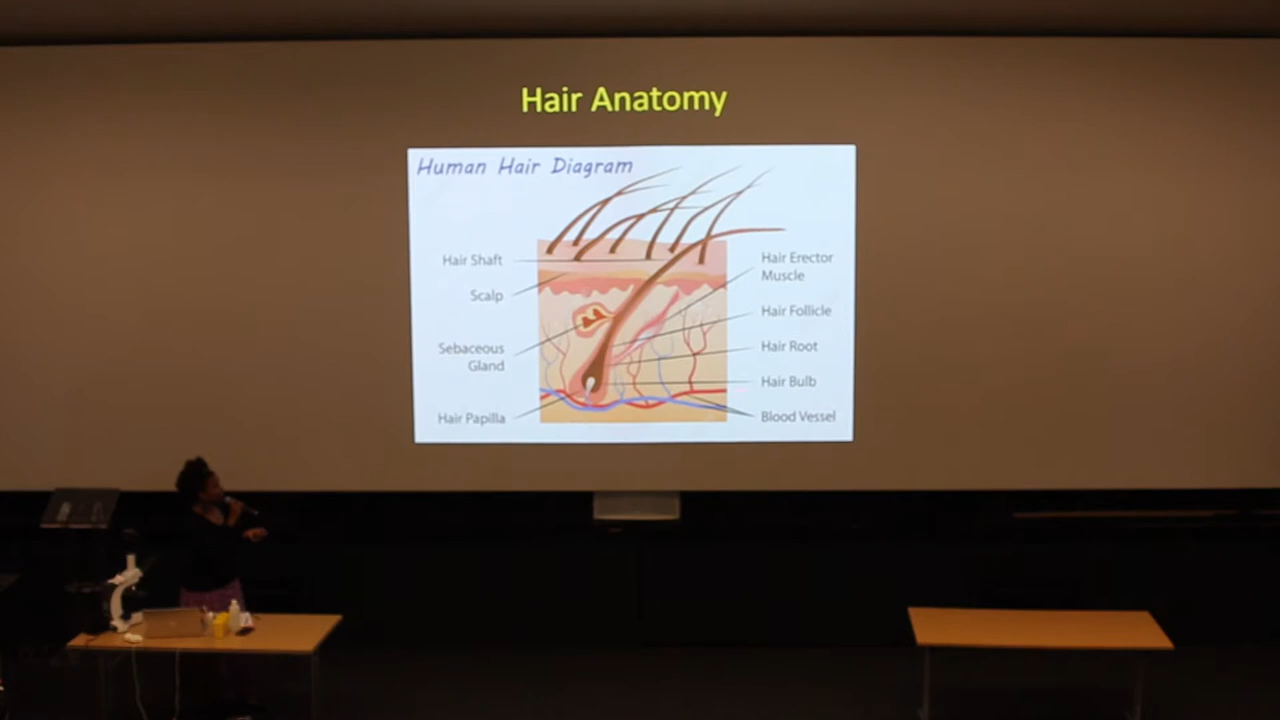 Hair Anatomy
Human Hair Diagram
Hair Shaft
Scalp
Sebaceous
Gland
Hair Papilla
Hair Erector
Muscle
Hair Follicle
Hair Root
Hair Bulb
Blood Vessel